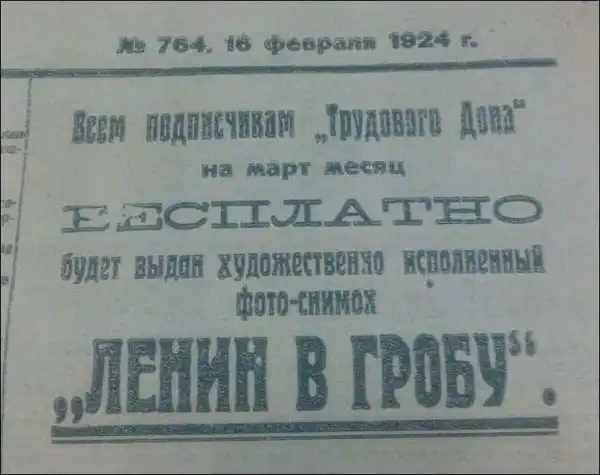 № 764. 16 февраля 1924 г.
Всем подписчикам „Трудового Дона“
на март месяц
БЕСПЛАТНО
будет выдан художественно исполненный
фото-снимок
„ЛЕНИН В ГРОБУ“.